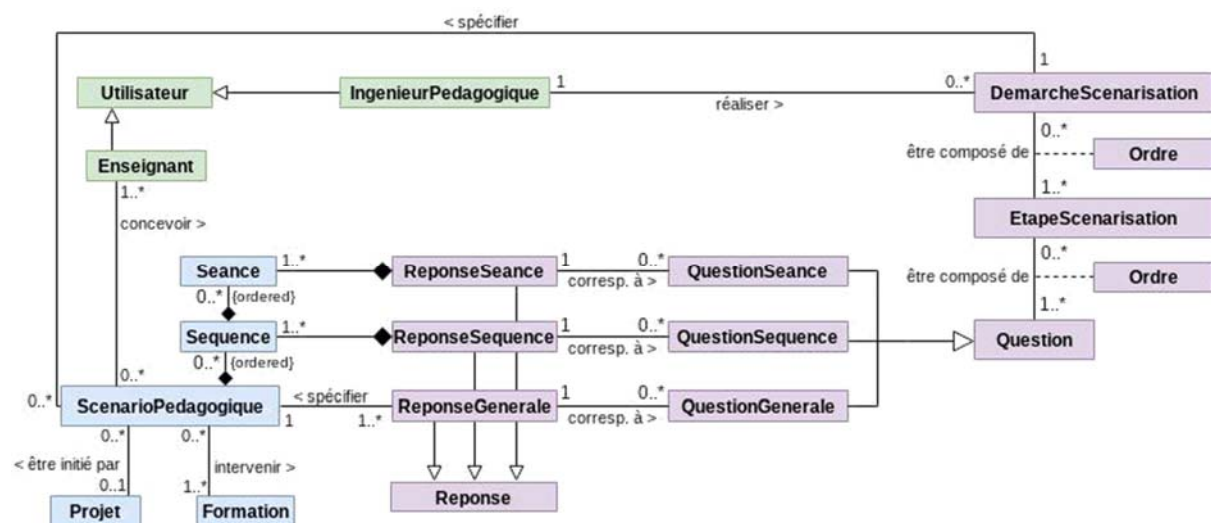 < spécifier
1
Utilisateur
IngenieurPedagogique
1
0..*
réaliser >
DemarcheScenarisation
0..*
être composé de
Ordre
Enseignant
1..*
1..*
concevoir >
EtapeScenarisation
Seance
1..*
ReponseSeance
1
0..*
QuestionSeance
0..*
corresp. à >
être composé de
Ordre
0..*
{ordered}
1..*
Sequence
1..*
ReponseSequence
1
0..*
QuestionSequence
Question
corresp. à >
0..*
{ordered}
0..*
0..*
ScenarioPedagogique
< spécifier
1
1..*
ReponseGenerale
1
0..*
QuestionGenerale
corresp. à >
0..*
0..*
< être initié par
intervenir >
0..1
1..*
Reponse
Projet
Formation